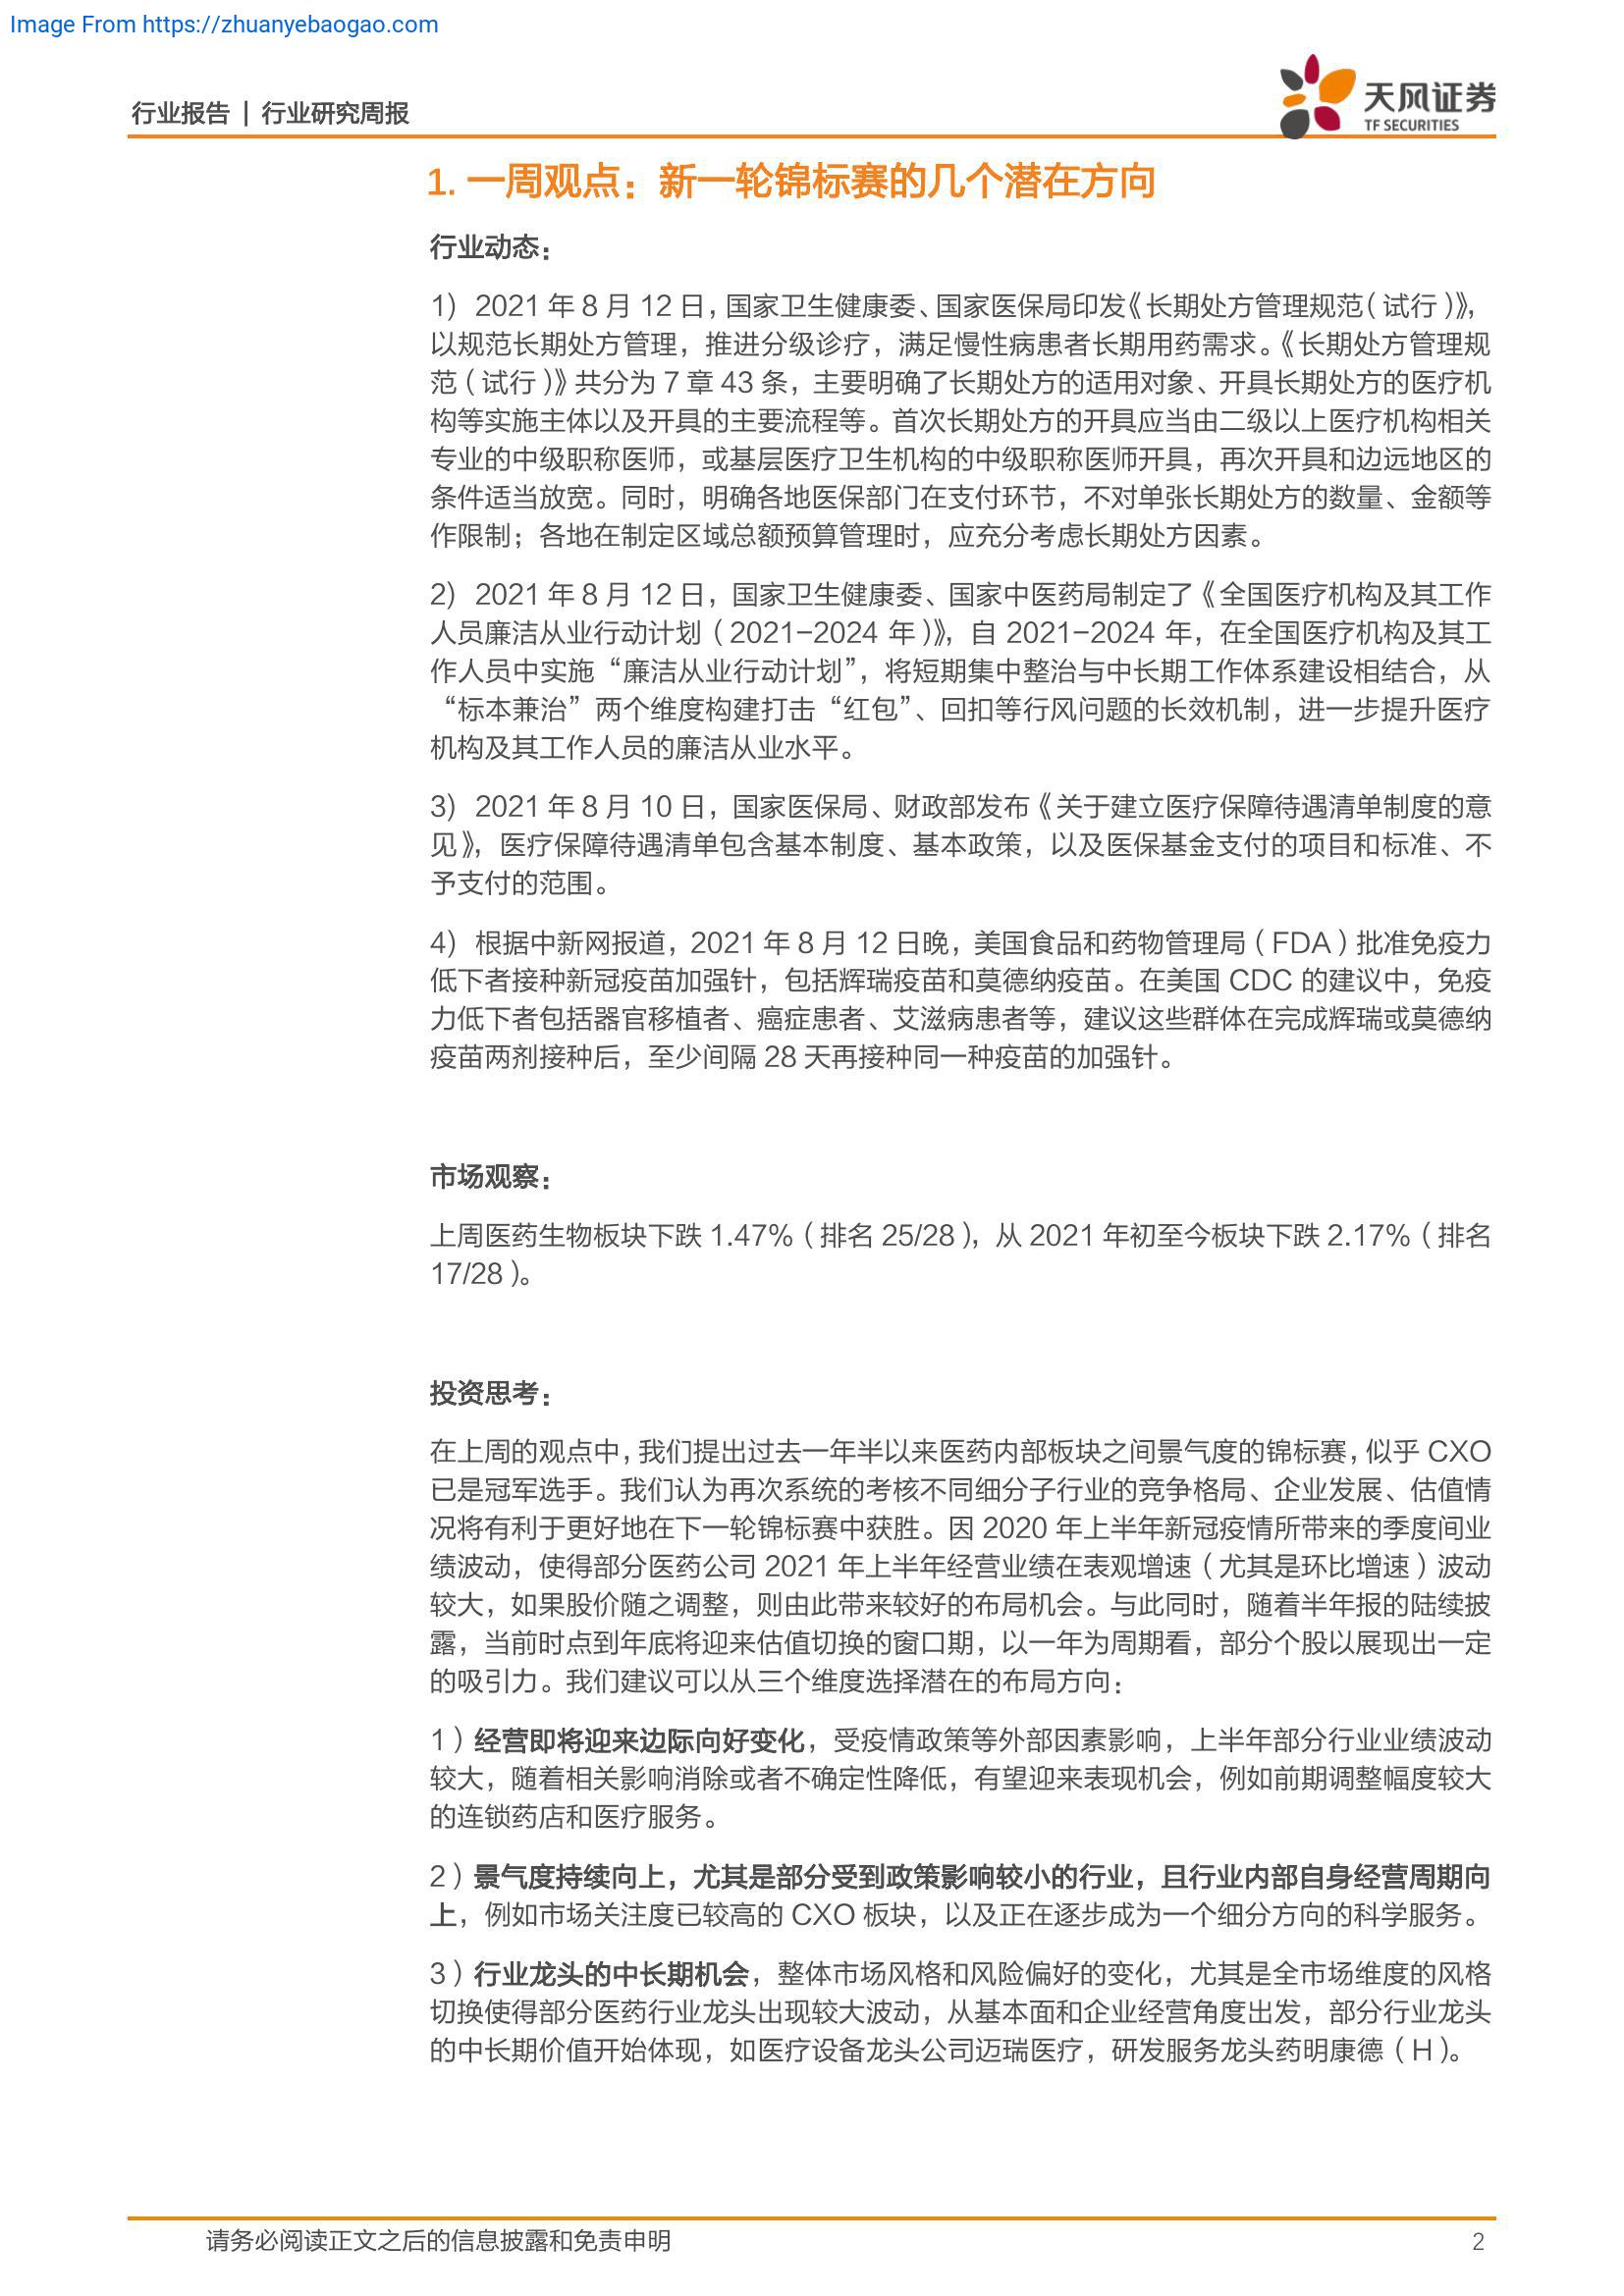 Image From https://zhuanyebaogao.com
行业报告 | 行业研究周报
天风证券
TF SECURITIES
1. 一周观点：新一轮锦标赛的几个潜在方向
行业动态：
1) 2021 年 8 月 12 日，国家卫生健康委、国家医保局印发《长期处方管理规范（试行）》，
以规范长期处方管理，推进分级诊疗，满足慢性病患者长期用药需求。《长期处方管理规
范（试行）》共分为 7 章 43 条，主要明确了长期处方的适用对象、开具长期处方的医疗机
构等实施主体以及开具的主要流程等。首次长期处方的开具应当由二级以上医疗机构相关
专业的中级职称医师，或基层医疗卫生机构的中级职称医师开具，再次开具和边远地区的
条件适当放宽。同时，明确各地医保部门在支付环节，不对单张长期处方的数量、金额等
作限制；各地在制定区域总额预算管理时，应充分考虑长期处方因素。
2) 2021 年 8 月 12 日，国家卫生健康委、国家中医药局制定了《全国医疗机构及其工作
人员廉洁从业行动计划（2021-2024 年）》，自 2021-2024 年，在全国医疗机构及其工
作人员中实施“廉洁从业行动计划”，将短期集中整治与中长期工作体系建设相结合，从
“标本兼治”两个维度构建打击“红包”、回扣等行风问题的长效机制，进一步提升医疗
机构及其工作人员的廉洁从业水平。
3) 2021 年 8 月 10 日，国家医保局、财政部发布《关于建立医疗保障待遇清单制度的意
见》，医疗保障待遇清单包含基本制度、基本政策，以及医保基金支付的项目和标准、不
予支付的范围。
4) 根据中新网报道，2021 年 8 月 12 日晚，美国食品和药物管理局（FDA）批准免疫力
低下者接种新冠疫苗加强针，包括辉瑞疫苗和莫德纳疫苗。在美国 CDC 的建议中，免疫
力低下者包括器官移植者、癌症患者、艾滋病患者等，建议这些群体在完成辉瑞或莫德纳
疫苗两剂接种后，至少间隔 28 天再接种同一种疫苗的加强针。
市场观察：
上周医药生物板块下跌 1.47%（排名 25/28），从 2021 年初至今板块下跌 2.17%（排名
17/28）。
投资思考：
在上周的观点中，我们提出过去一年半以来医药内部板块之间景气度的锦标赛，似乎 CXO
已是冠军选手。我们认为再次系统的考核不同细分子行业的竞争格局、企业发展、估值情
况将有利于更好地在下一轮锦标赛中获胜。因 2020 年上半年新冠疫情所带来的季度间业
绩波动，使得部分医药公司 2021 年上半年经营业绩在表观增速（尤其是环比增速）波动
较大，如果股价随之调整，则由此带来较好的布局机会。与此同时，随着半年报的陆续披
露，当前时点到年底将迎来估值切换的窗口期，以一年为周期看，部分个股以展现出一定
的吸引力。我们建议可以从三个维度选择潜在的布局方向：
1）经营即将迎来边际向好变化，受疫情政策等外部因素影响，上半年部分行业业绩波动
较大，随着相关影响消除或者不确定性降低，有望迎来表现机会，例如前期调整幅度较大
的连锁药店和医疗服务。
2）景气度持续向上，尤其是部分受到政策影响较小的行业，且行业内部自身经营周期向
上，例如市场关注度已较高的 CXO 板块，以及正在逐步成为一个细分方向的科学服务。
3）行业龙头的中长期机会，整体市场风格和风险偏好的变化，尤其是全市场维度的风格
切换使得部分医药行业龙头出现较大波动，从基本面和企业经营角度出发，部分行业龙头
的中长期价值开始体现，如医疗设备龙头公司迈瑞医疗，研发服务龙头药明康德（H）。
请务必阅读正文之后的信息披露和免责申明
2